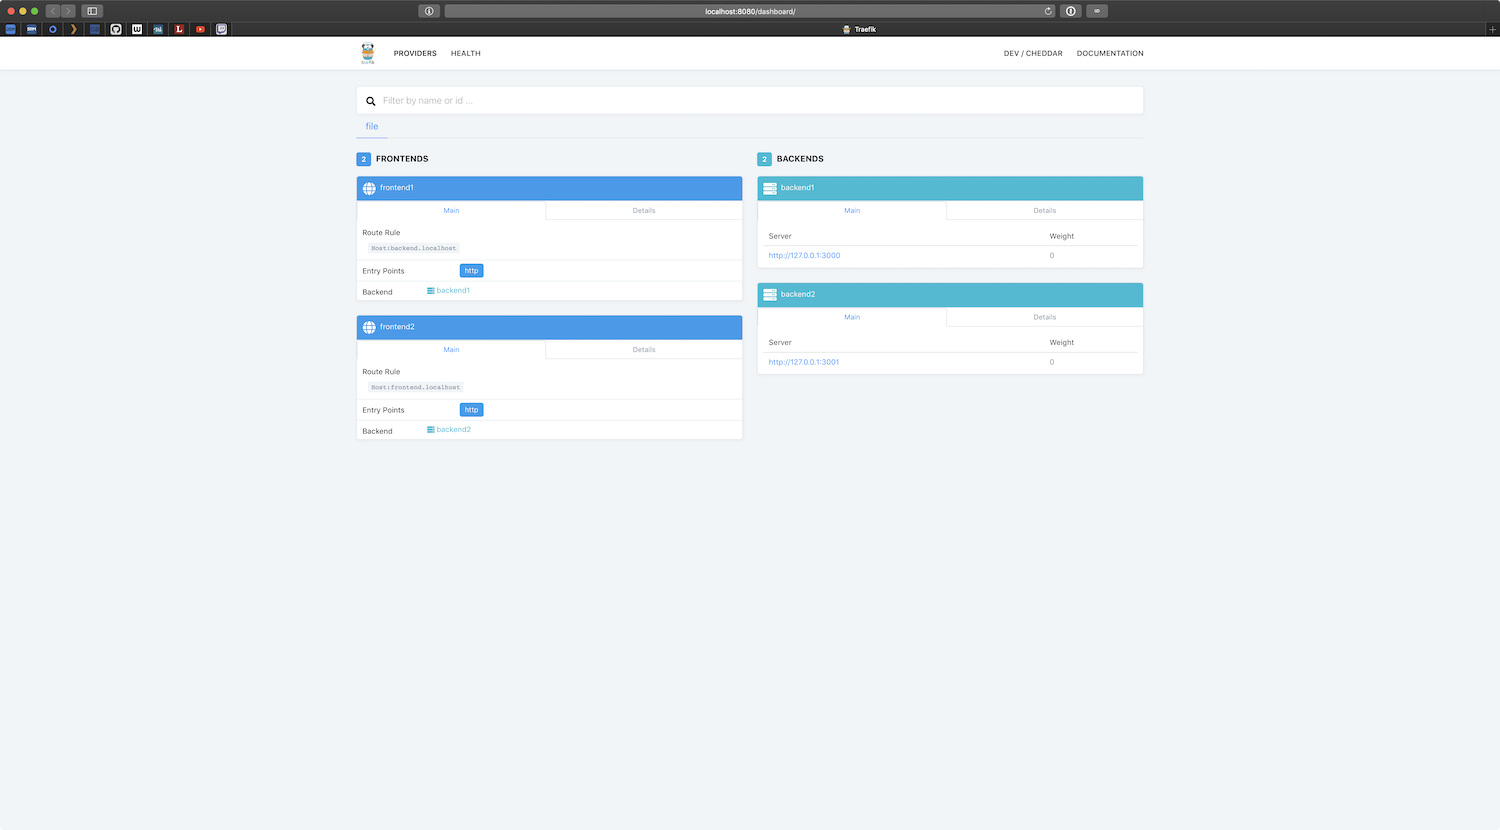 localhost:8080/dashboard/
Traefik
PROVIDERS HEALTH DEV / CHEDDAR DOCUMENTATION
Filter by name or id ...
file
2 FRONTENDS
frontend1
Main Details
Route Rule
Host:backend.localhost
Entry Points http
Backend backend1
frontend2
Main Details
Route Rule
Host:frontend.localhost
Entry Points http
Backend backend2
2 BACKENDS
backend1
Main Details
Server Weight
http://127.0.0.1:3000 0
backend2
Main Details
Server Weight
http://127.0.0.1:3001 0